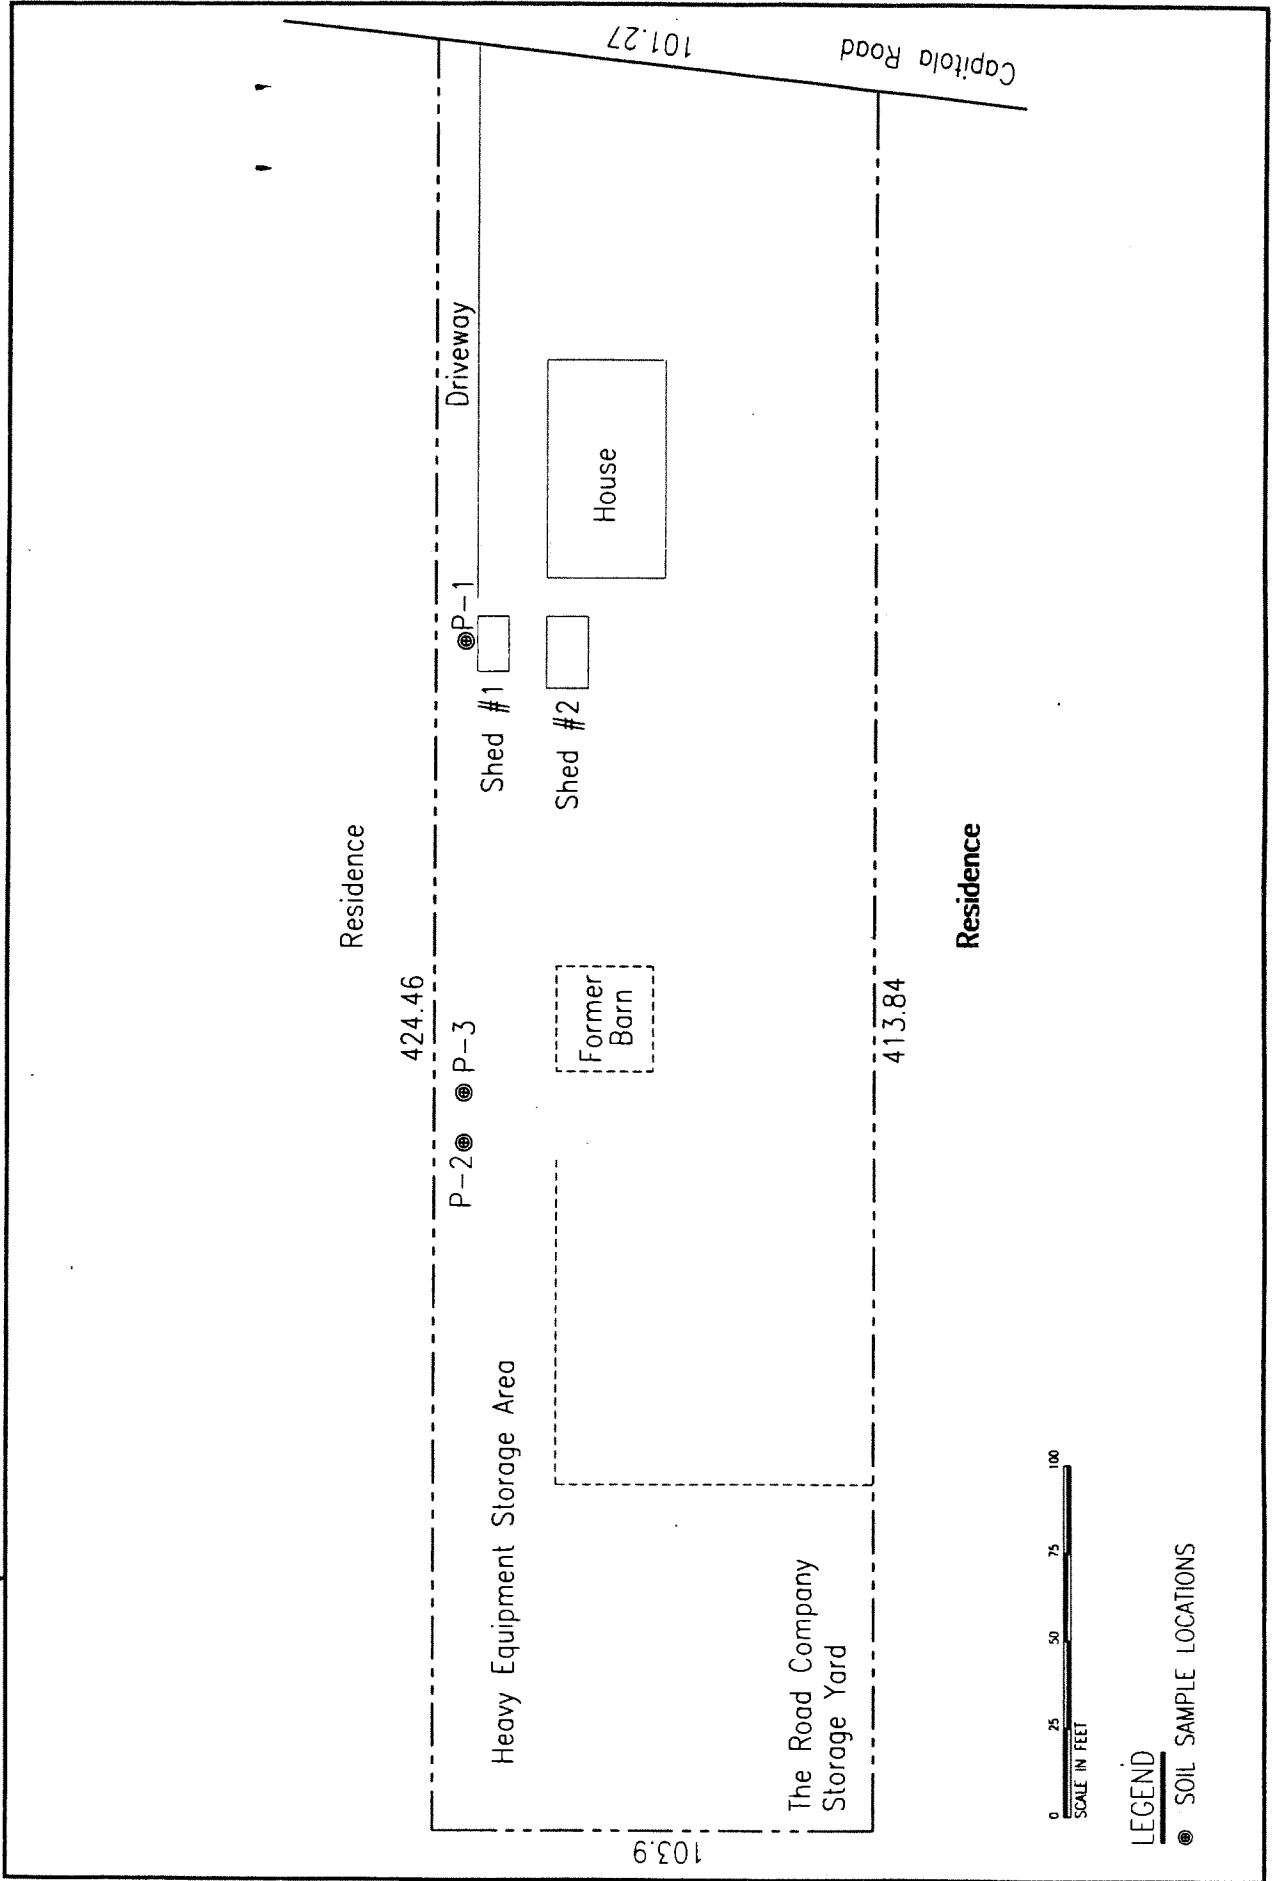 Capitola Road
101.27
Driveway
House
P-1
Shed #1
Shed #2
Residence
424.46
P-2
P-3
Former
Barn
413.84
Residence
Heavy Equipment Storage Area
The Road Company
Storage Yard
103.9
0 25 50 75 100
SCALE IN FEET
LEGEND
SOIL SAMPLE LOCATIONS